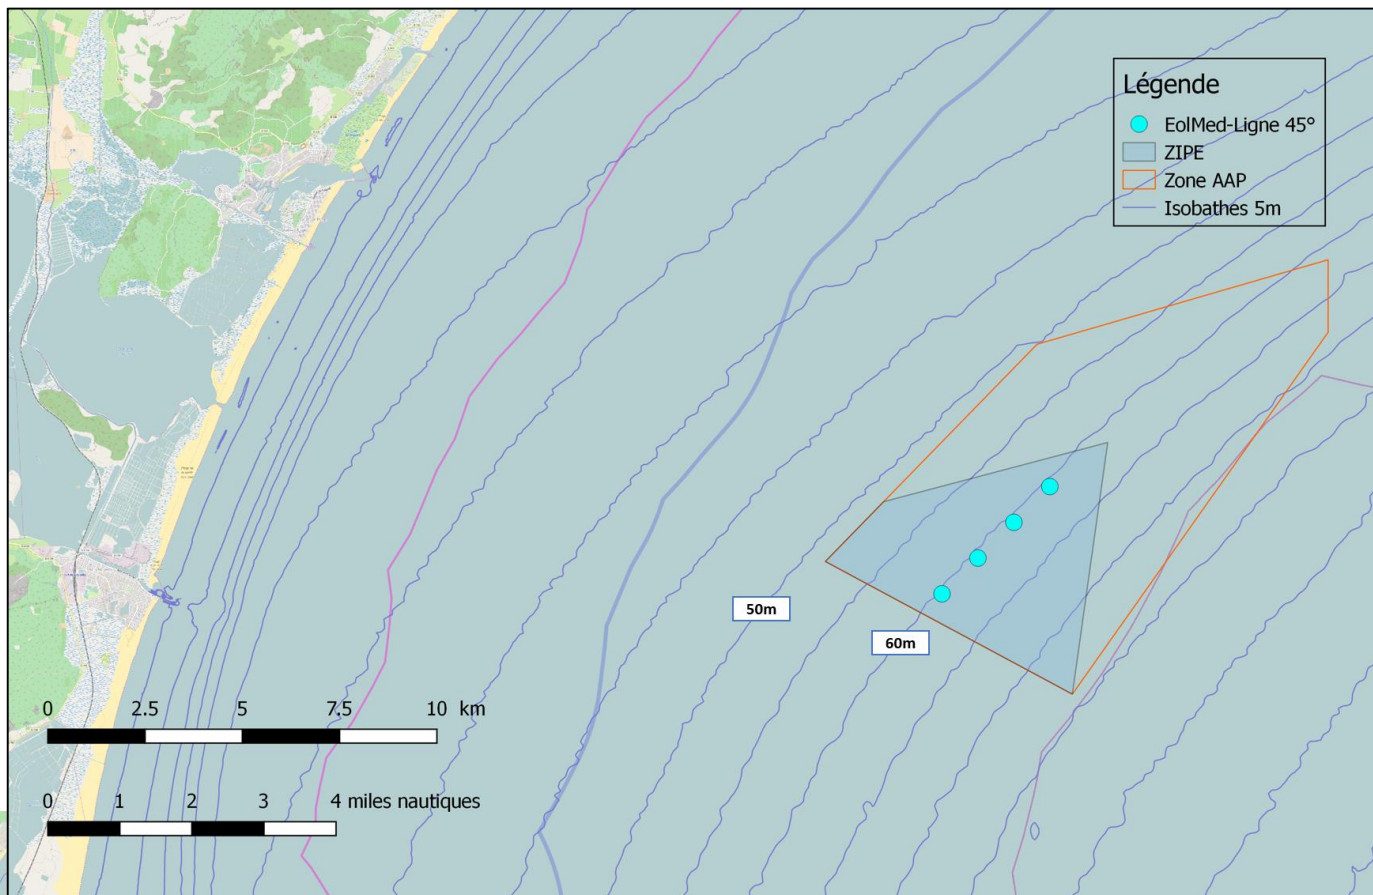 Légende
EolMed-Ligne 45°
ZIPE
Zone AAP
Isobathes 5m
50m
60m
0 2.5 5 7.5 10 km
0 1 2 3 4 miles nautiques